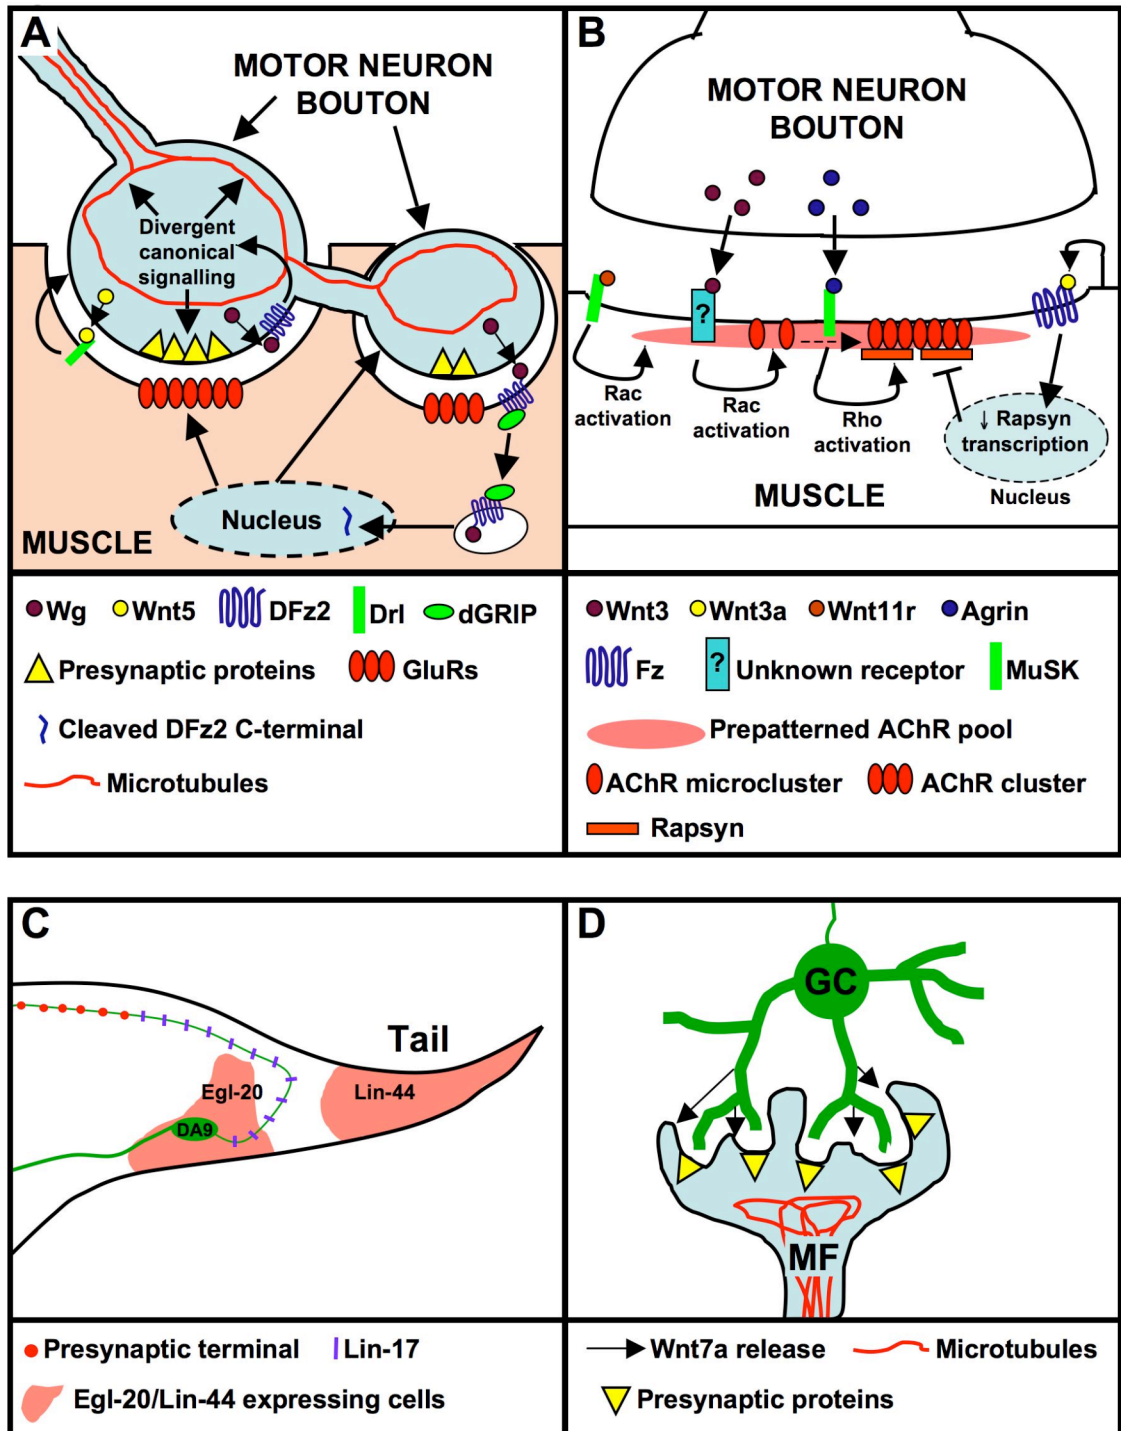 A
MOTOR NEURON
BOUTON
Divergent
canonical
signalling
Nucleus
MUSCLE
Wg Wnt5 DFz2 Drl dGRIP
Presynaptic proteins GluRs
Cleaved DFz2 C-terminal
Microtubules
B
MOTOR NEURON
BOUTON
?
Rac
activation
Rac
activation
Rho
activation
↓ Rapsyn
transcription
Nucleus
MUSCLE
Wnt3 Wnt3a Wnt11r Agrin
Fz ? Unknown receptor MuSK
Prepatterned AChR pool
AChR microcluster AChR cluster
Rapsyn
C
Tail
Egl-20
Lin-44
DA9
Presynaptic terminal Lin-17
Egl-20/Lin-44 expressing cells
D
GC
MF
Wnt7a release Microtubules
Presynaptic proteins